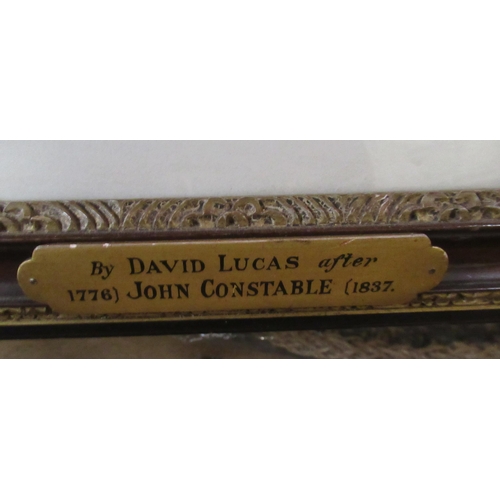 By DAVID LUCAS after
1776) JOHN CONSTABLE (1837.